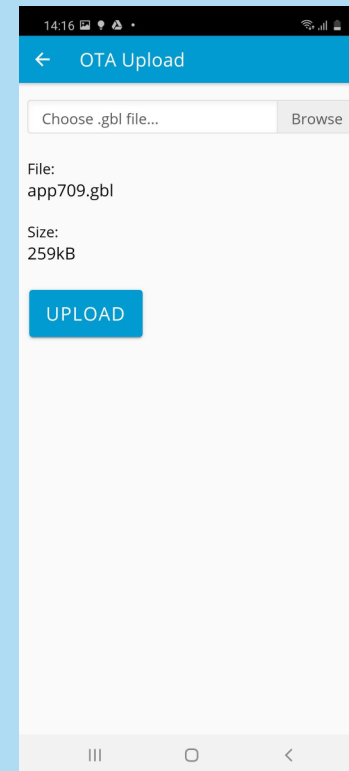 14:16
OTA Upload
Choose .gbl file... Browse
File:
app709.gbl
Size:
259kB
UPLOAD